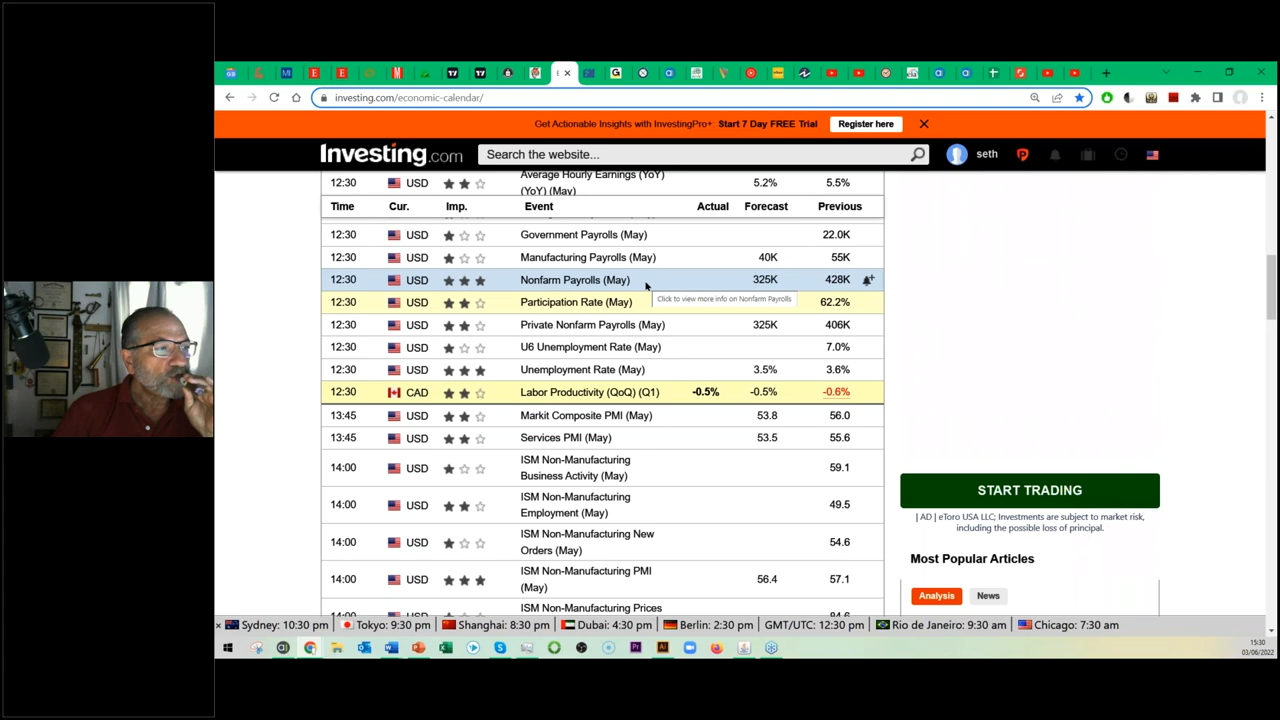 investing.com/economic-calendar/
Get Actionable Insights with InvestingPro+: Start 7 Day FREE Trial
Register here
Investing.com
Search the website...
seth
12:30 USD Average Hourly Earnings (YoY) 5.2% 5.5%
(YoY) (May)
Time Cur. Imp. Event Actual Forecast Previous
12:30 USD Government Payrolls (May) 22.0K
12:30 USD Manufacturing Payrolls (May) 40K 55K
12:30 USD Nonfarm Payrolls (May) 325K 428K
Click to view more info on Nonfarm Payrolls
12:30 USD Participation Rate (May) 62.2%
12:30 USD Private Nonfarm Payrolls (May) 325K 406K
12:30 USD U6 Unemployment Rate (May) 7.0%
12:30 USD Unemployment Rate (May) 3.5% 3.6%
12:30 CAD Labor Productivity (QoQ) (Q1) -0.5% -0.5% -0.6%
13:45 USD Markit Composite PMI (May) 53.8 56.0
13:45 USD Services PMI (May) 53.5 55.6
14:00 USD ISM Non-Manufacturing 59.1
Business Activity (May)
14:00 USD ISM Non-Manufacturing 49.5
Employment (May)
14:00 USD ISM Non-Manufacturing New 54.6
Orders (May)
14:00 USD ISM Non-Manufacturing PMI 56.4 57.1
(May)
14:00 USD ISM Non-Manufacturing Prices 84.6
START TRADING
| AD | eToro USA LLC; Investments are subject to market risk,
including the possible loss of principal.
Most Popular Articles
Analysis
News
Sydney: 10:30 pm Tokyo: 9:30 pm Shanghai: 8:30 pm Dubai: 4:30 pm Berlin: 2:30 pm GMT/UTC: 12:30 pm Rio de Janeiro: 9:30 am Chicago: 7:30 am
15:30
03/06/2022